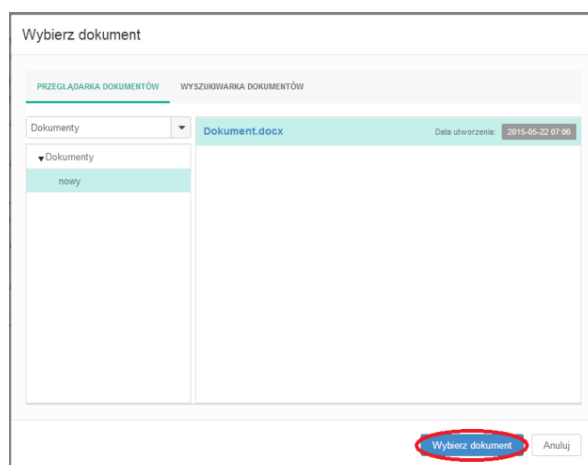 Wybierz dokument
PRZEGLĄDARKA DOKUMENTÓW WYSZUKIWARKA DOKUMENTÓW
Dokumenty
Dokument.docx Data utworzenia: 2015-05-22 07:06
Dokumenty
nowy
Wybierz dokument Anuluj